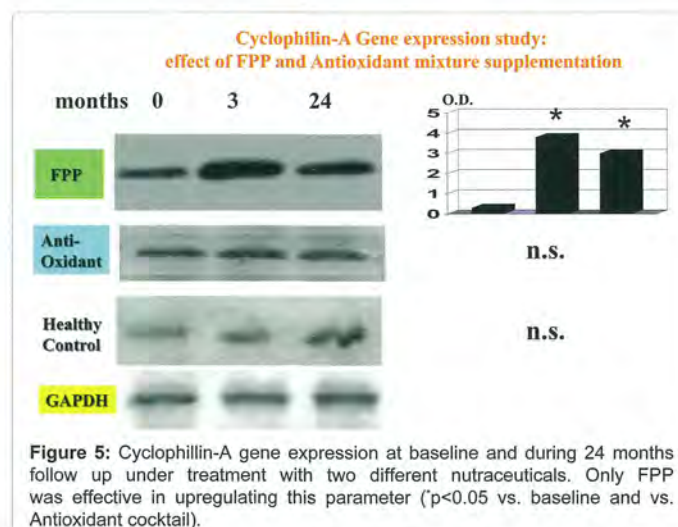 Cyclophilin-A Gene expression study:
effect of FPP and Antioxidant mixture supplementation
months 0 3 24
O.D.
5
4
3
2
1
0
* *
FPP
Anti-
Oxidant
n.s.
Healthy
Control
n.s.
GAPDH
Figure 5: Cyclophillin-A gene expression at baseline and during 24 months
follow up under treatment with two different nutraceuticals. Only FPP
was effective in upregulating this parameter (*p<0.05 vs. baseline and vs.
Antioxidant cocktail).